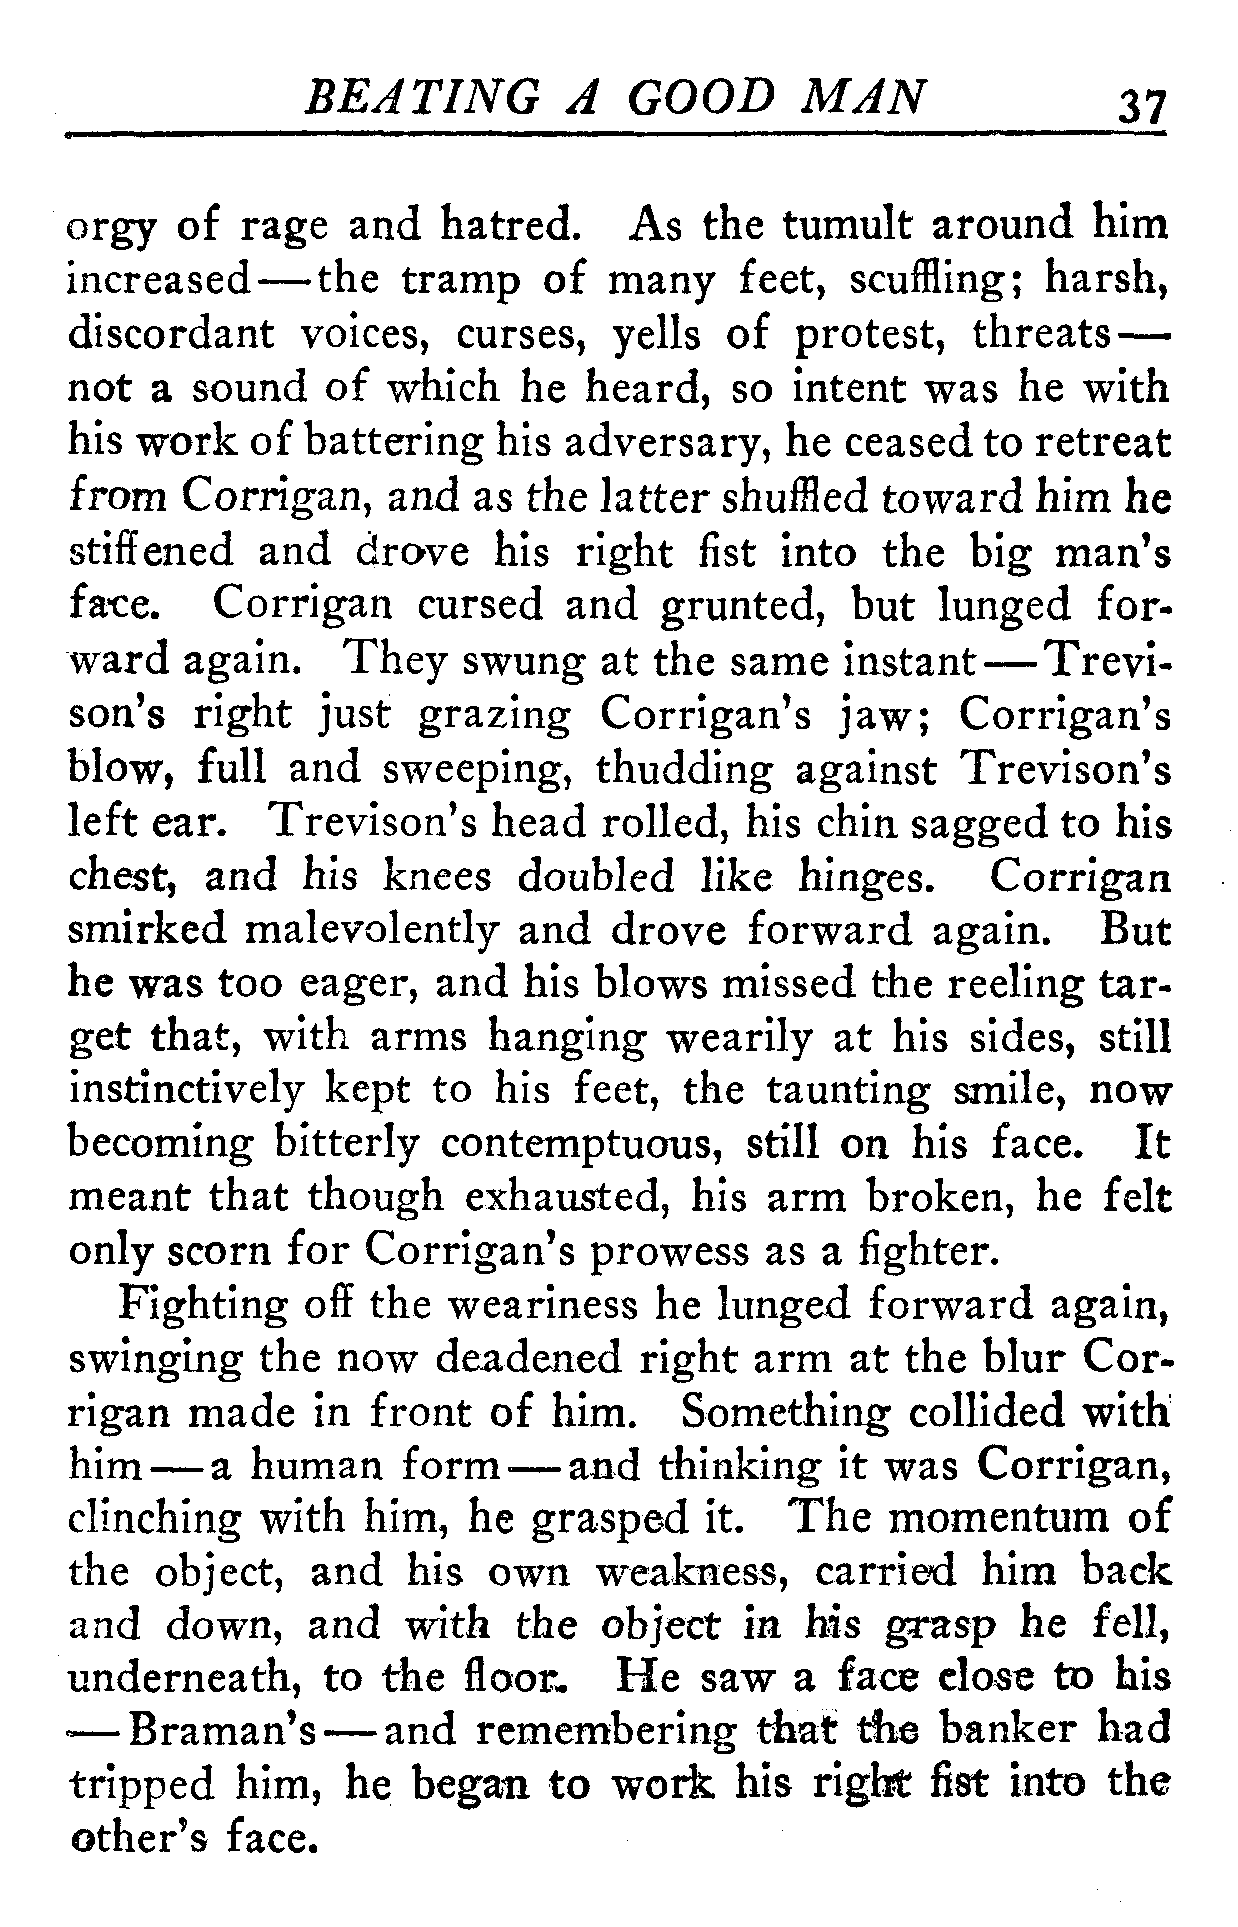 BEATING A GOOD MAN 37
orgy of rage and hatred. As the tumult around him
increased—the tramp of many feet, scuffling; harsh,
discordant voices, curses, yells of protest, threats—
not a sound of which he heard, so intent was he with
his work of battering his adversary, he ceased to retreat
from Corrigan, and as the latter shuffled toward him he
stiffened and drove his right fist into the big man's
face. Corrigan cursed and grunted, but lunged for-
ward again. They swung at the same instant—Trevi-
son's right just grazing Corrigan's jaw; Corrigan's
blow, full and sweeping, thudding against Trevison's
left ear. Trevison's head rolled, his chin sagged to his
chest, and his knees doubled like hinges. Corrigan
smirked malevolently and drove forward again. But
he was too eager, and his blows missed the reeling tar-
get that, with arms hanging wearily at his sides, still
instinctively kept to his feet, the taunting smile, now
becoming bitterly contemptuous, still on his face. It
meant that though exhausted, his arm broken, he felt
only scorn for Corrigan's prowess as a fighter.
Fighting off the weariness he lunged forward again,
swinging the now deadened right arm at the blur Cor-
rigan made in front of him. Something collided with
him—a human form—and thinking it was Corrigan,
clinching with him, he grasped it. The momentum of
the object, and his own weakness, carried him back
and down, and with the object in his grasp he fell,
underneath, to the floor. He saw a face close to his
—Braman's—and remembering that the banker had
tripped him, he began to work his right fist into the
other's face.